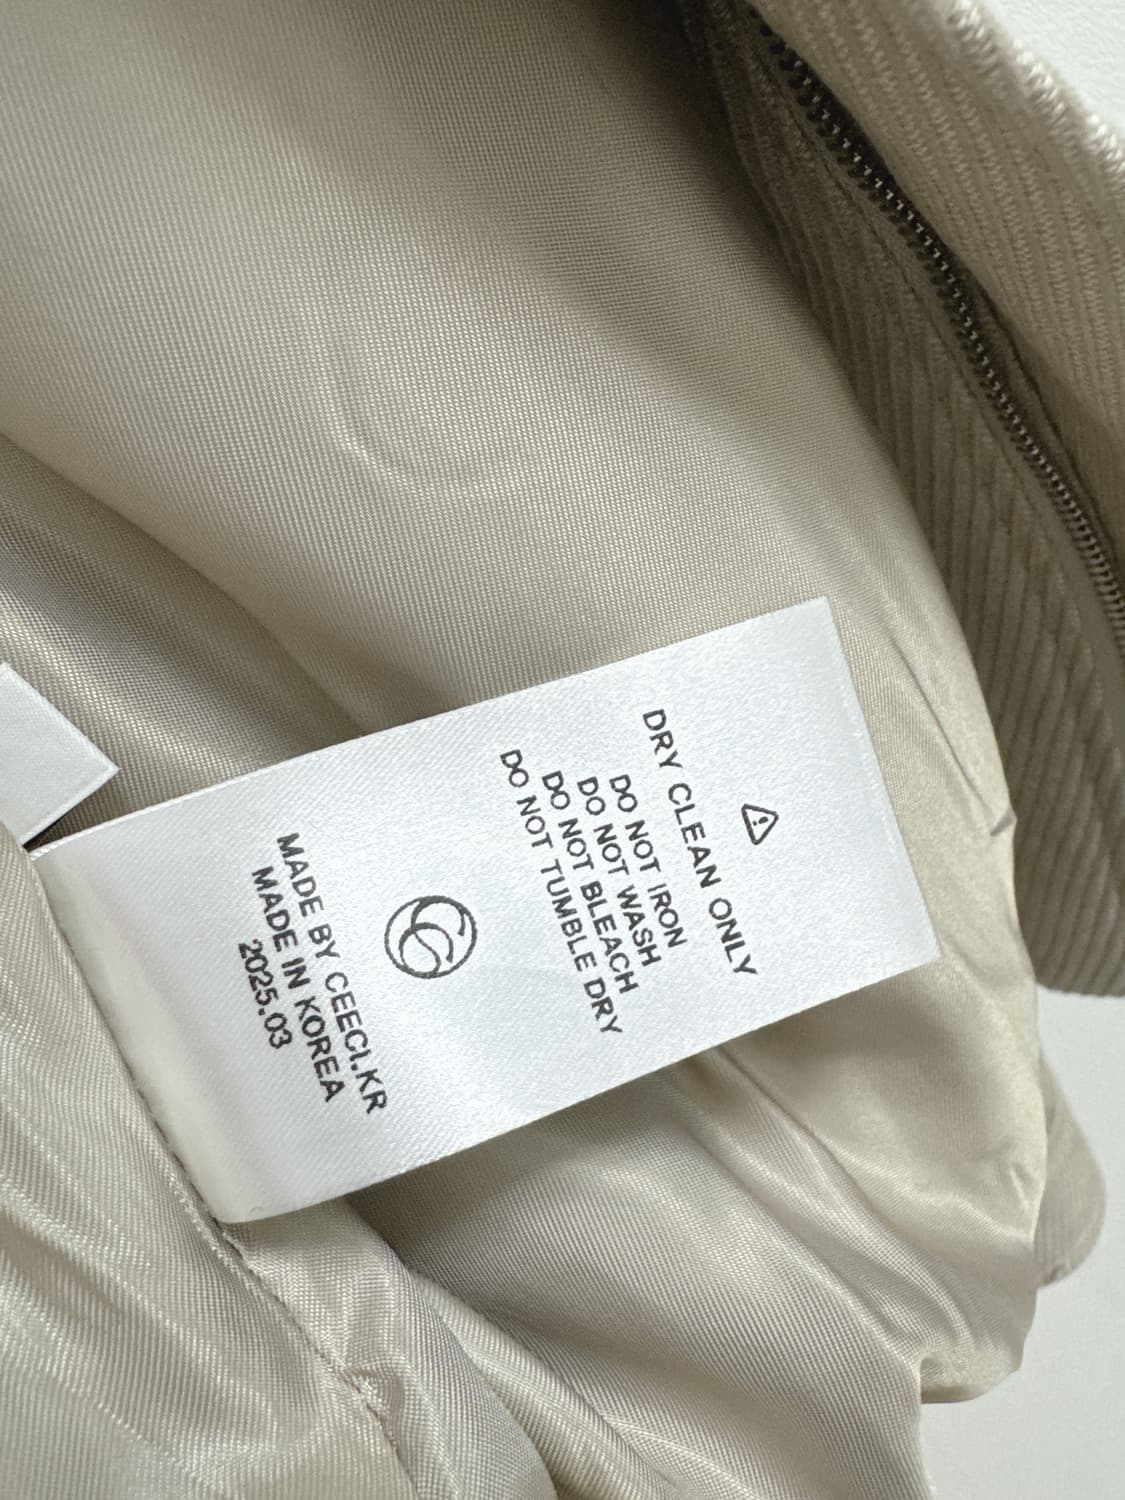 DRY CLEAN ONLY
DO NOT IRON
DO NOT WASH
DO NOT BLEACH
DO NOT TUMBLE DRY
MADE BY CEECI.KR
MADE IN KOREA
2025.03